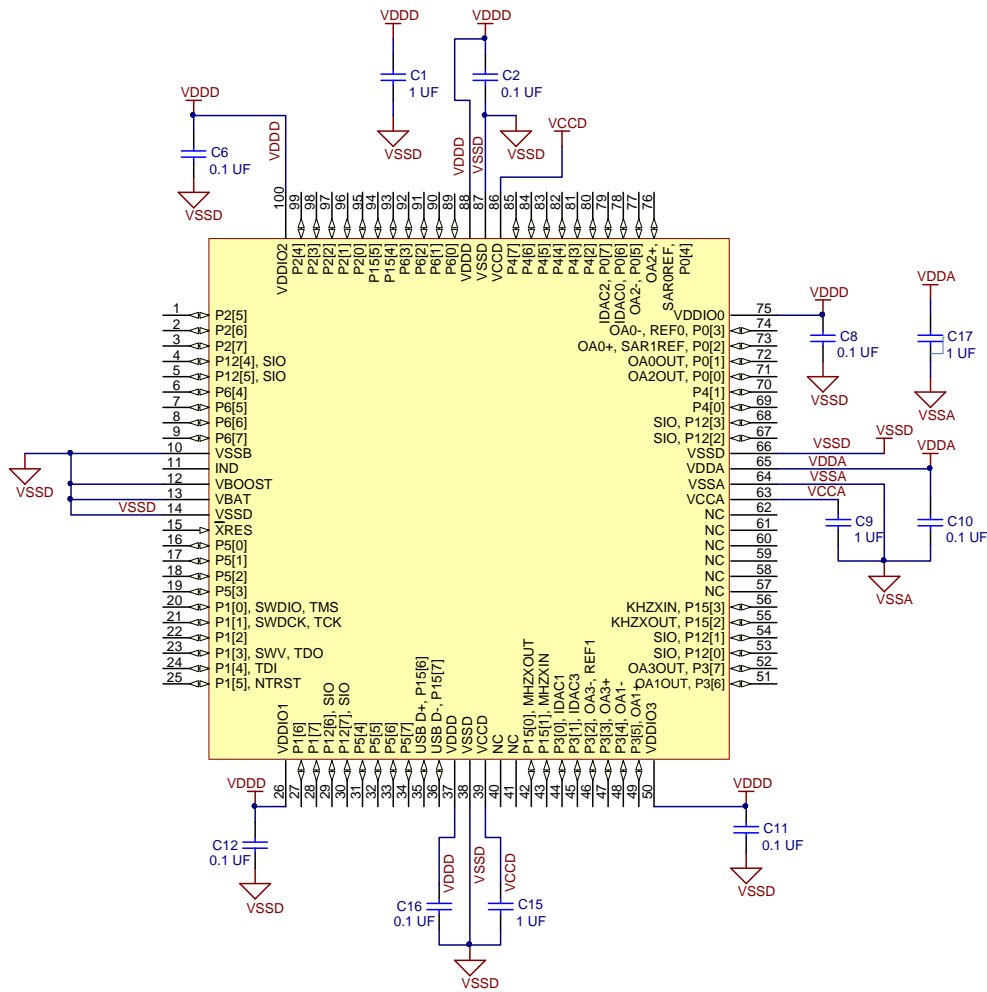 VDDD
VDDD
C1
1 UF
C2
0.1 UF
VDDD
VCCD
C6
0.1 UF
VSSD
VSSD
VSSD
VDDD
VDDD
VSSD
100
99
98
97
96
95
94
93
92
91
90
89
88
87
86
85
84
83
82
81
80
79
78
77
76
VDDIO2
P2[4]
P2[3]
P2[2]
P2[1]
P2[0]
P15[5]
P15[4]
P6[3]
P6[2]
P6[1]
P6[0]
VDDD
VSSD
VCCD
P4[7]
P4[6]
P4[5]
P4[4]
P4[3]
P4[2]
IDAC2, P0[7]
IDAC0, P0[6]
OA2-, P0[5]
OA2+,
SAR0REF,
P0[4]
1 P2[5]
2 P2[6]
3 P2[7]
4 P12[4], SIO
5 P12[5], SIO
6 P6[4]
7 P6[5]
8 P6[6]
9 P6[7]
10 VSSB
11 IND
12 VBOOST
13 VBAT
VSSD 14 VSSD
15 XRES
16 P5[0]
17 P5[1]
18 P5[2]
19 P5[3]
20 P1[0], SWDIO, TMS
21 P1[1], SWDCK, TCK
22 P1[2]
23 P1[3], SWV, TDO
24 P1[4], TDI
25 P1[5], NTRST
VSSD
VDDIO0 75
OA0-, REF0, P0[3] 74
OA0+, SAR1REF, P0[2] 73
OA0OUT, P0[1] 72
OA2OUT, P0[0] 71
P4[1] 70
P4[0] 69
SIO, P12[3] 68
SIO, P12[2] 67
VSSD 66 VSSD
VDDA 65 VDDA
VSSA 64 VSSA
VCCA 63 VCCA
NC 62
NC 61
NC 60
NC 59
NC 58
NC 57
KHZXIN, P15[3] 56
KHZXOUT, P15[2] 55
SIO, P12[1] 54
SIO, P12[0] 53
OA3OUT, P3[7] 52
OA1OUT, P3[6] 51
VDDD
C8
0.1 UF
VSSD
VDDA
C17
1 UF
VSSA
VSSD
VDDA
C9
1 UF
C10
0.1 UF
VSSA
VDDIO1
P1[6]
P1[7]
P12[6], SIO
P12[7], SIO
P5[4]
P5[5]
P5[6]
P5[7]
USB D+, P15[6]
USB D-, P15[7]
VDDD
VSSD
VCCD
NC
NC
P15[0], MHZXOUT
P15[1], MHZXIN
P3[0], IDAC1
P3[1], IDAC3
P3[2], OA3-, REF1
P3[3], OA3+
P3[4], OA1-
P3[5], OA1+
VDDIO3
26
27
28
29
30
31
32
33
34
35
36
37
38
39
40
41
42
43
44
45
46
47
48
49
50
VDDD
C12
0.1 UF
VSSD
VDDD
VSSD
VCCD
C16
0.1 UF
C15
1 UF
VSSD
VDDD
C11
0.1 UF
VSSD